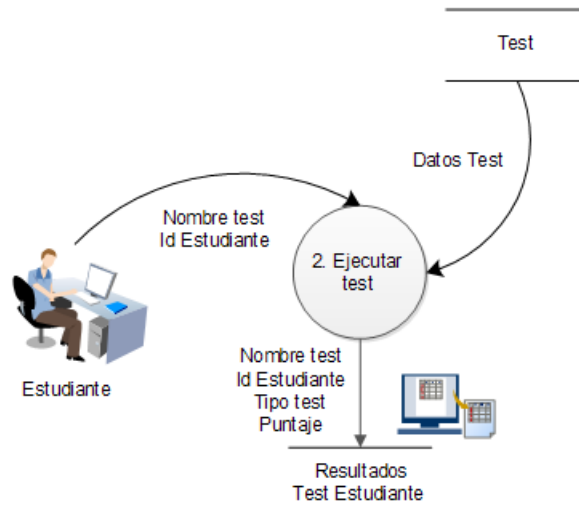 Test
Datos Test
Nombre test
Id Estudiante
2. Ejecutar
test
Estudiante
Nombre test
Id Estudiante
Tipo test
Puntaje
Resultados
Test Estudiante